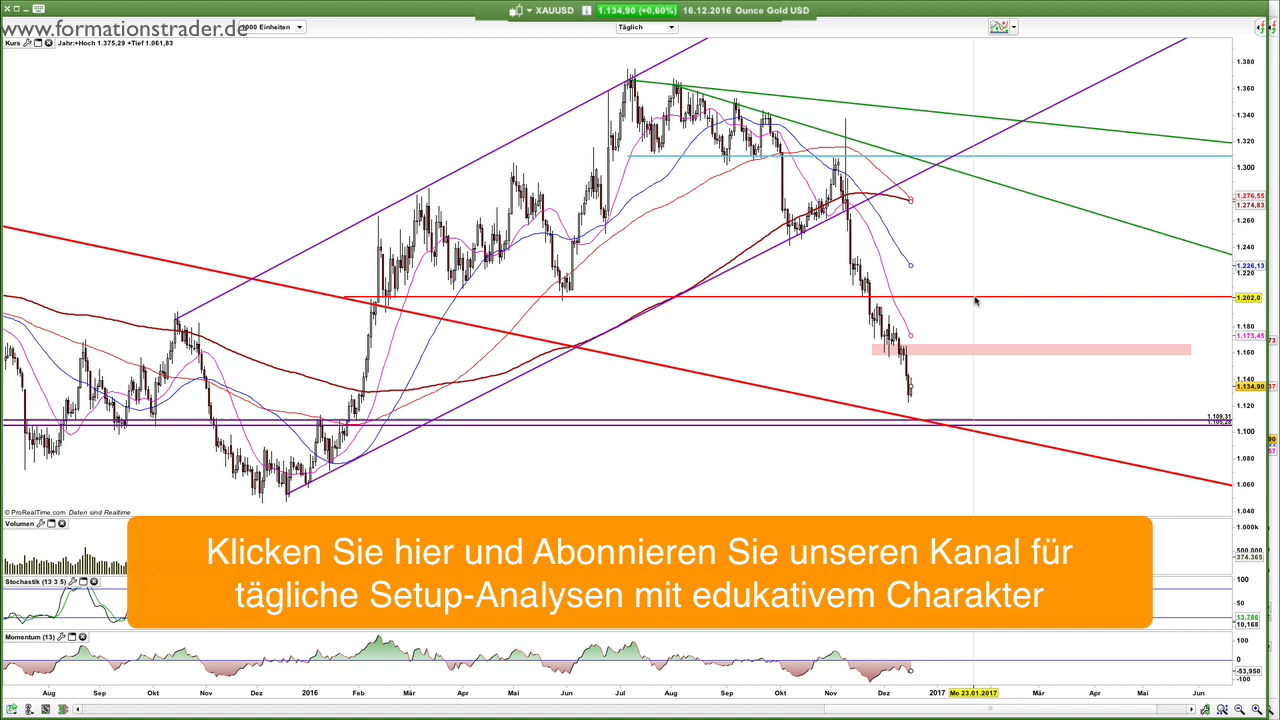 XAUUSD 1.134,90 (+0,60%) 16.12.2016 Ounce Gold USD
www.formationstrader.de
1000 Einheiten
Täglich
Kurs Jahr:+Hoch 1.375,29 +Tief 1.061,83
1.380
1.360
1.340
1.320
1.300
1.276,55
1.274,83
1.260
1.240
1.226,13
1.220
1.202,0
1.180
1.173,45
1.160
1.140
1.134,90
1.120
1.109,31
1.100
1.080
1.060
1.040
© ProRealTime.com Daten sind Realtime
Volumen
1.000k
500.000
374.365
Klicken Sie hier und Abonnieren Sie unseren Kanal für
tägliche Setup-Analysen mit edukativem Charakter
Stochastik (13 3 5)
100
50
13,786
10,168
Momentum (13)
100
0
-53,950
-100
Aug Sep Okt Nov Dez 2016 Feb Mär Apr Mai Jun Jul Aug Sep Okt Nov Dez 2017 Mo 23.01.2017 Mär Apr Mai Jun